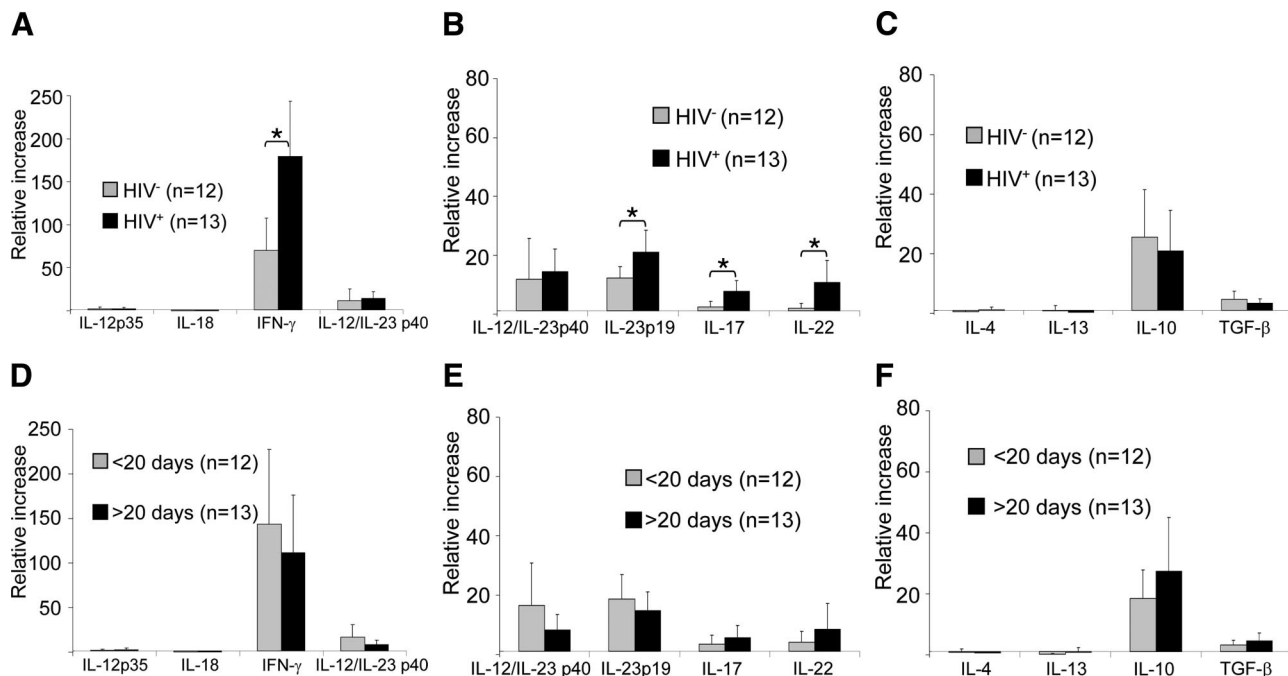 A
Relative increase
250
200
150
100
50
HIV⁻ (n=12)
HIV⁺ (n=13)
*
IL-12p35 IL-18 IFN-γ IL-12/IL-23 p40
B
Relative increase
80
60
40
20
HIV⁻ (n=12)
HIV⁺ (n=13)
* * *
IL-12/IL-23p40 IL-23p19 IL-17 IL-22
C
Relative increase
80
60
40
20
HIV⁻ (n=12)
HIV⁺ (n=13)
IL-4 IL-13 IL-10 TGF-β
D
Relative increase
250
200
150
100
50
<20 days (n=12)
>20 days (n=13)
IL-12p35 IL-18 IFN-γ IL-12/IL-23 p40
E
Relative increase
80
60
40
20
<20 days (n=12)
>20 days (n=13)
IL-12/IL-23 p40 IL-23p19 IL-17 IL-22
F
Relative increase
80
60
40
20
<20 days (n=12)
>20 days (n=13)
IL-4 IL-13 IL-10 TGF-β